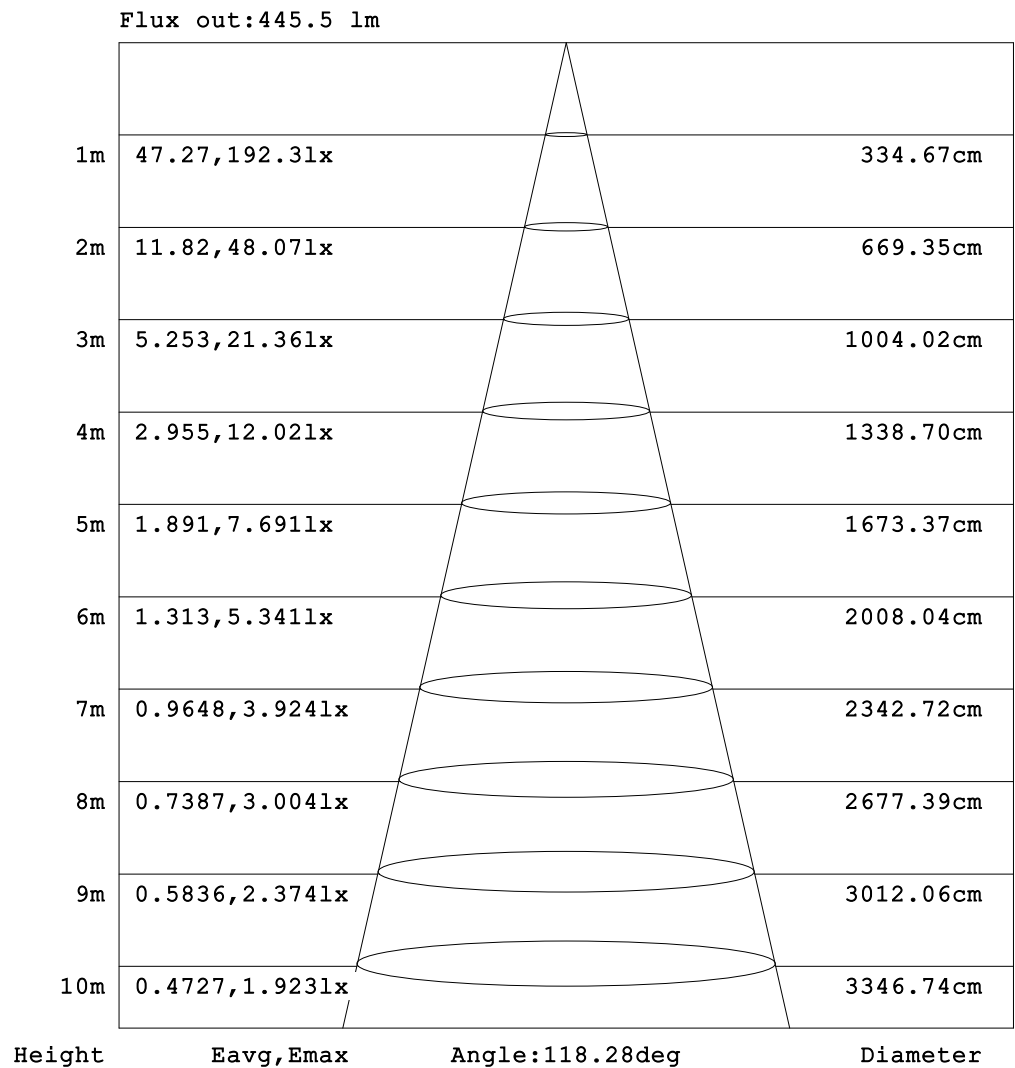 Flux out:445.5 lm
1m 47.27,192.3lx 334.67cm
2m 11.82,48.07lx 669.35cm
3m 5.253,21.36lx 1004.02cm
4m 2.955,12.02lx 1338.70cm
5m 1.891,7.691lx 1673.37cm
6m 1.313,5.341lx 2008.04cm
7m 0.9648,3.924lx 2342.72cm
8m 0.7387,3.004lx 2677.39cm
9m 0.5836,2.374lx 3012.06cm
10m 0.4727,1.923lx 3346.74cm
Height Eavg,Emax Angle:118.28deg Diameter